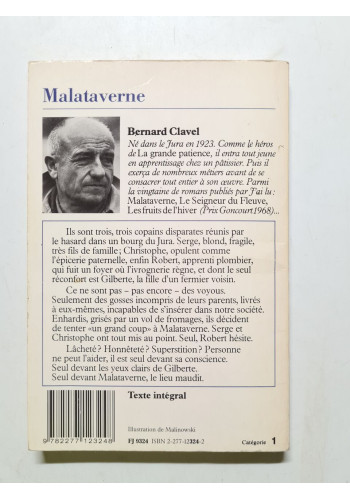 Malataverne
Bernard Clavel
Né dans le Jura en 1923. Comme le héros
de La grande patience, il entra tout jeune
en apprentissage chez un pâtissier. Puis il
exerça de nombreux métiers avant de se
consacrer tout entier à son œuvre. Parmi
la vingtaine de romans publiés par J'ai lu :
Malataverne, Le Seigneur du Fleuve,
Les fruits de l'hiver (Prix Goncourt 1968)...
Ils sont trois, trois copains disparates réunis par
le hasard dans un bourg du Jura. Serge, blond, fragile,
très fils de famille; Christophe, opulent comme
l'épicerie paternelle, enfin Robert, apprenti plombier,
qui fuit un foyer où l'ivrognerie règne, et dont le seul
réconfort est Gilberte, la fille d'un fermier voisin.
Ce ne sont pas – pas encore – des voyous.
Seulement des gosses incompris de leurs parents, livrés
à eux-mêmes, incapables de s'insérer dans notre société.
Enhardis, grisés par un vol de fromages, ils décident
de tenter «un grand coup» à Malataverne. Serge et
Christophe ont tout mis au point. Seul, Robert hésite.
Lâcheté? Honnêteté? Superstition? Personne
ne peut l'aider, il est seul devant sa conscience.
Seul devant les yeux clairs de Gilberte.
Seul devant Malataverne, le lieu maudit.
Texte intégral
Illustration de Malinowski
9 782277 123248
FJ 9324 ISBN 2-277-12324-2
Catégorie 1